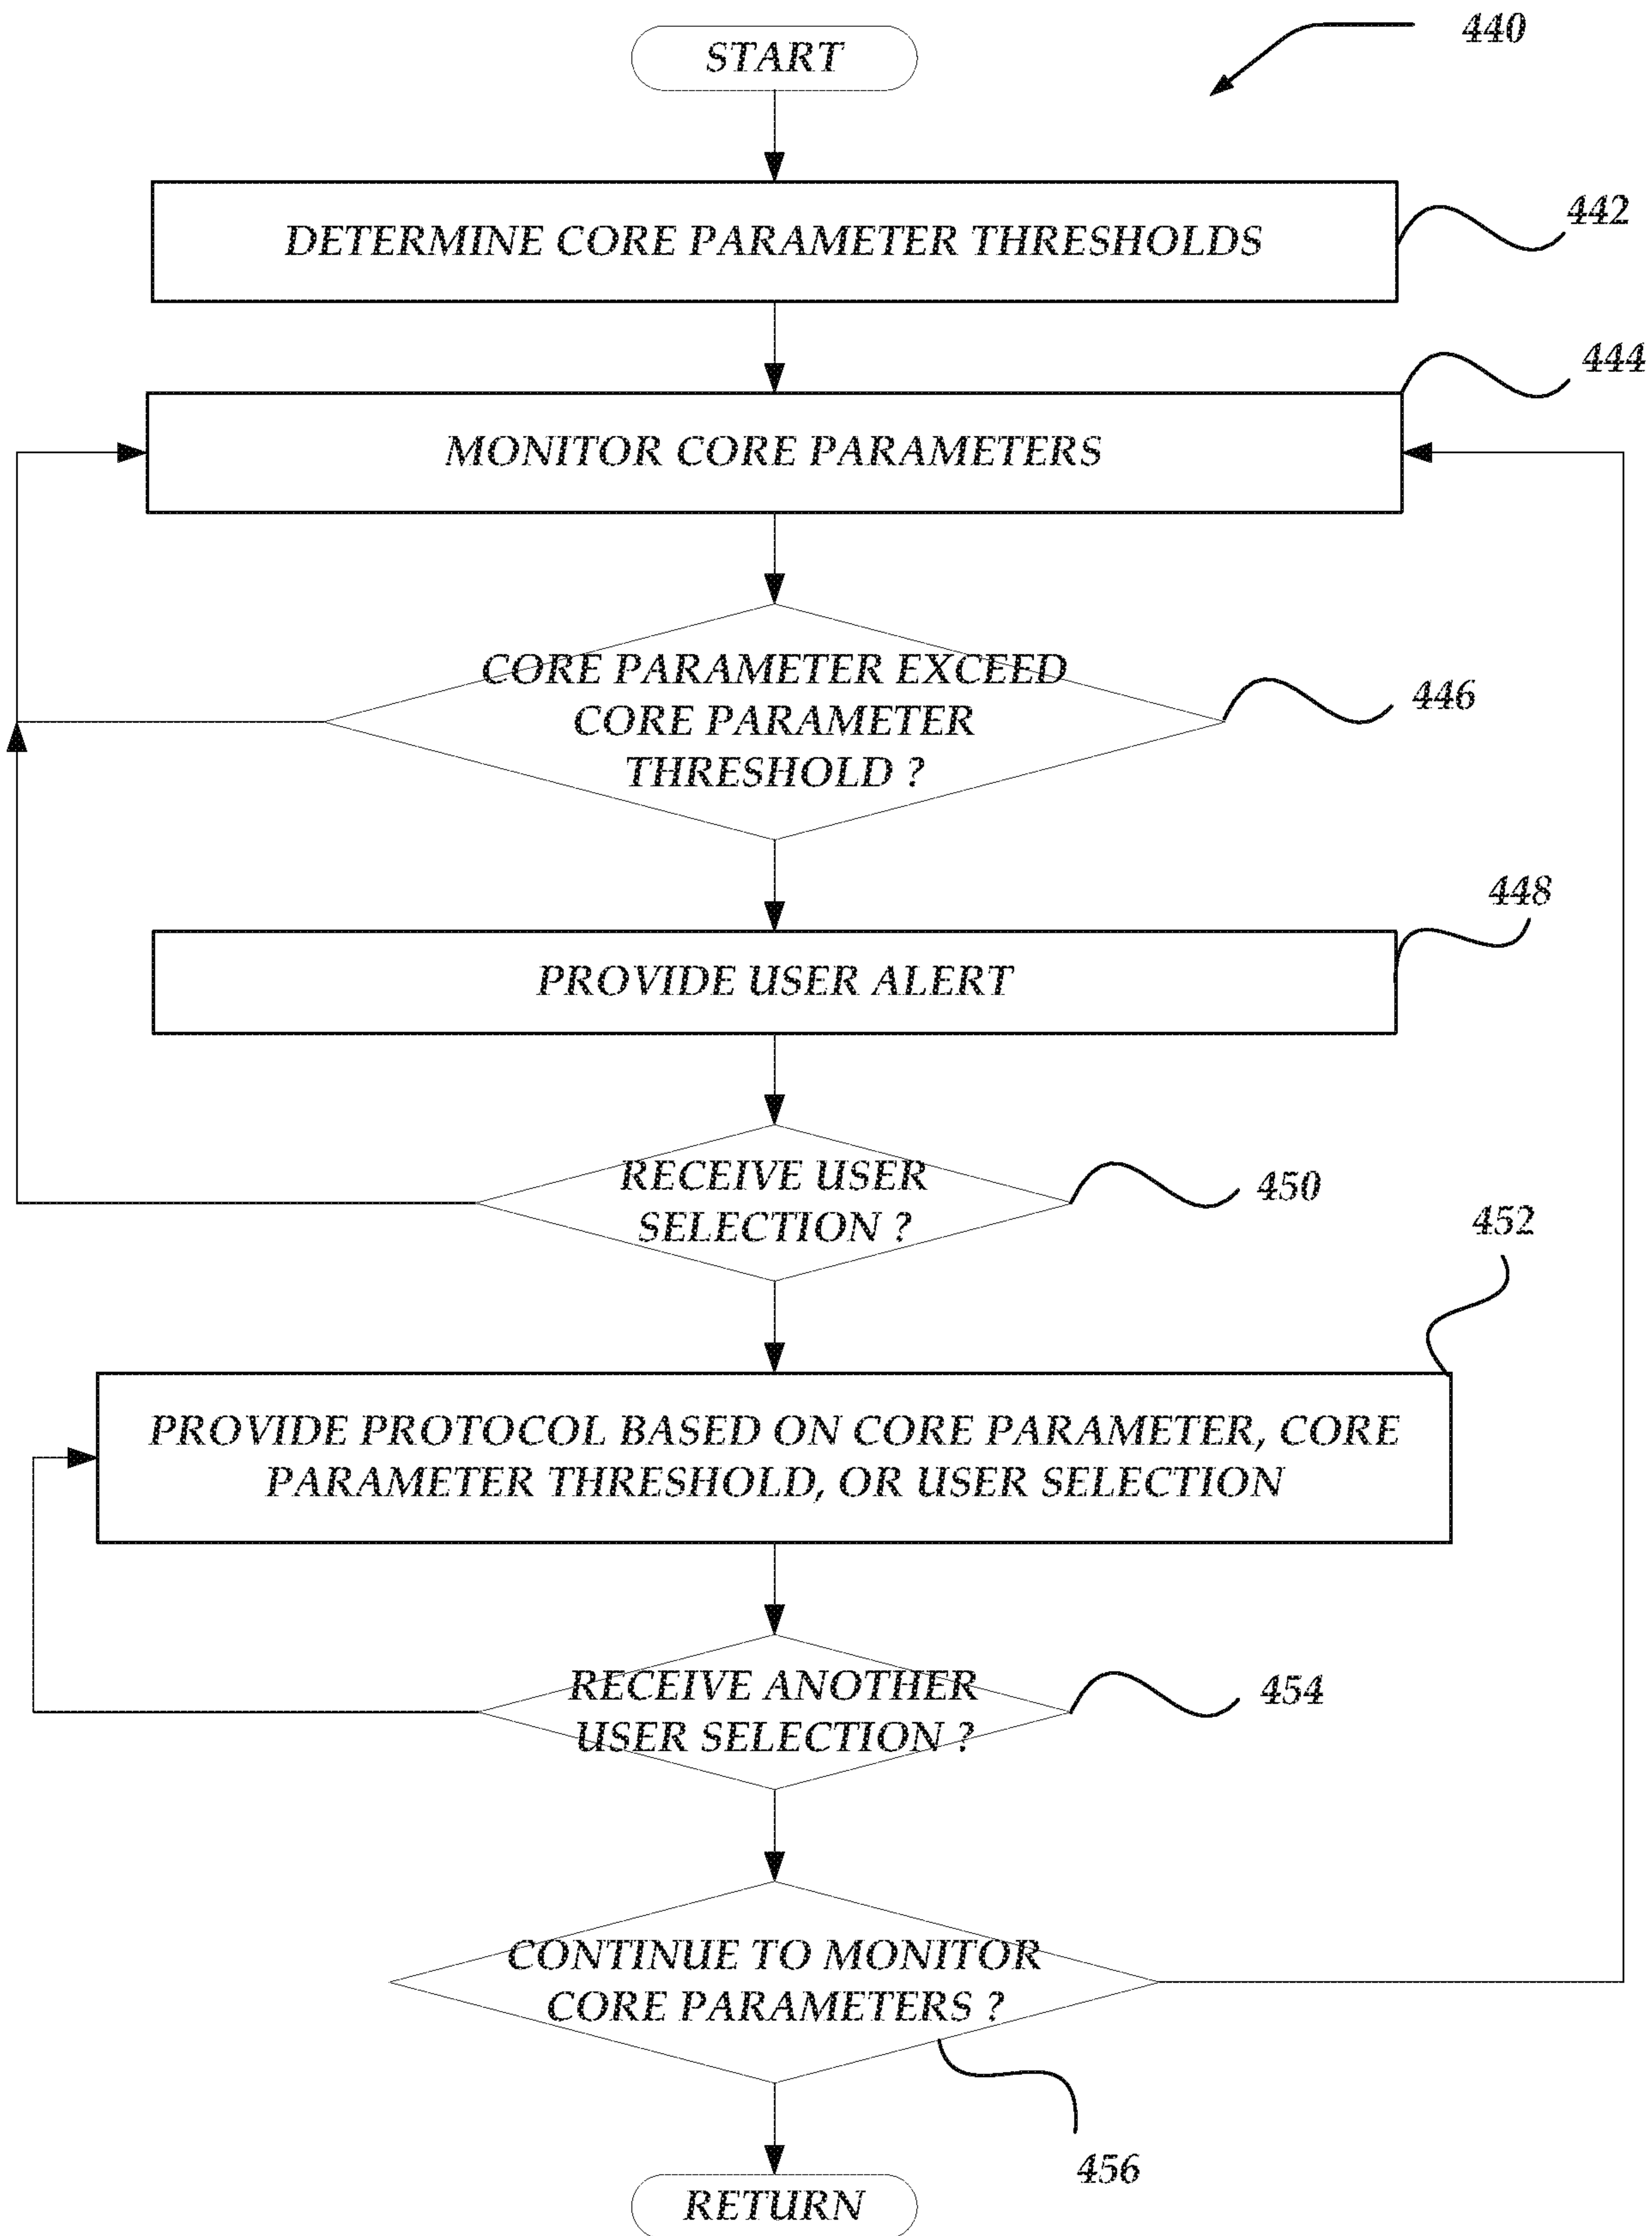 440
START
DETERMINE CORE PARAMETER THRESHOLDS
442
444
MONITOR CORE PARAMETERS
CORE PARAMETER EXCEED
CORE PARAMETER
THRESHOLD ?
446
448
PROVIDE USER ALERT
RECEIVE USER
SELECTION ?
450
452
PROVIDE PROTOCOL BASED ON CORE PARAMETER, CORE
PARAMETER THRESHOLD, OR USER SELECTION
RECEIVE ANOTHER
USER SELECTION ?
454
CONTINUE TO MONITOR
CORE PARAMETERS ?
456
RETURN